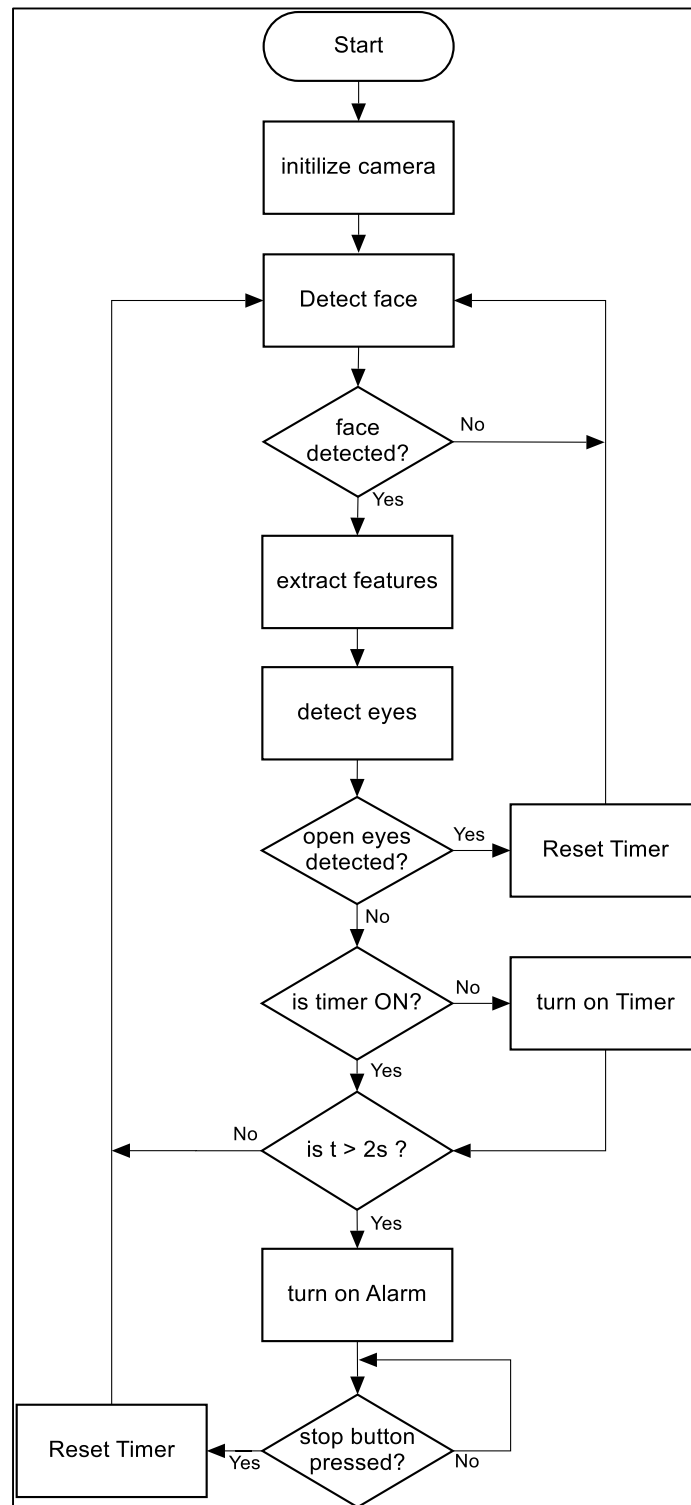 Start
initilize camera
Detect face
face
detected?
No
Yes
extract features
detect eyes
open eyes
detected?
Yes
Reset Timer
No
is timer ON?
No
turn on Timer
Yes
No
is t > 2s ?
Yes
turn on Alarm
Reset Timer
Yes
stop button
pressed?
No